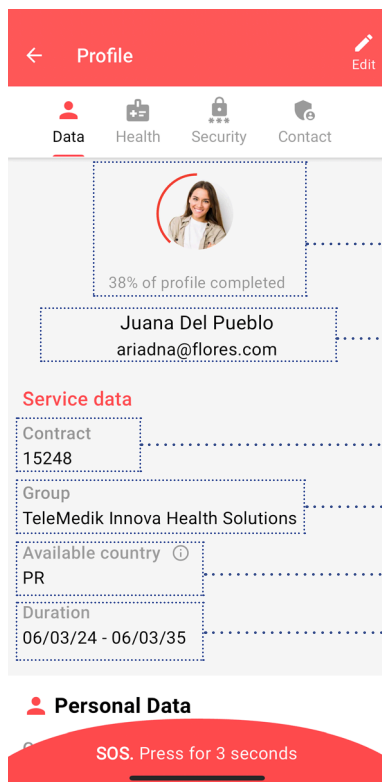 Profile
Edit
Data Health Security Contact
38% of profile completed
Juana Del Pueblo
ariadna@flores.com
Service data
Contract
15248
Group
TeleMedik Innova Health Solutions
Available country
PR
Duration
06/03/24 - 06/03/35
Personal Data
SOS. Press for 3 seconds